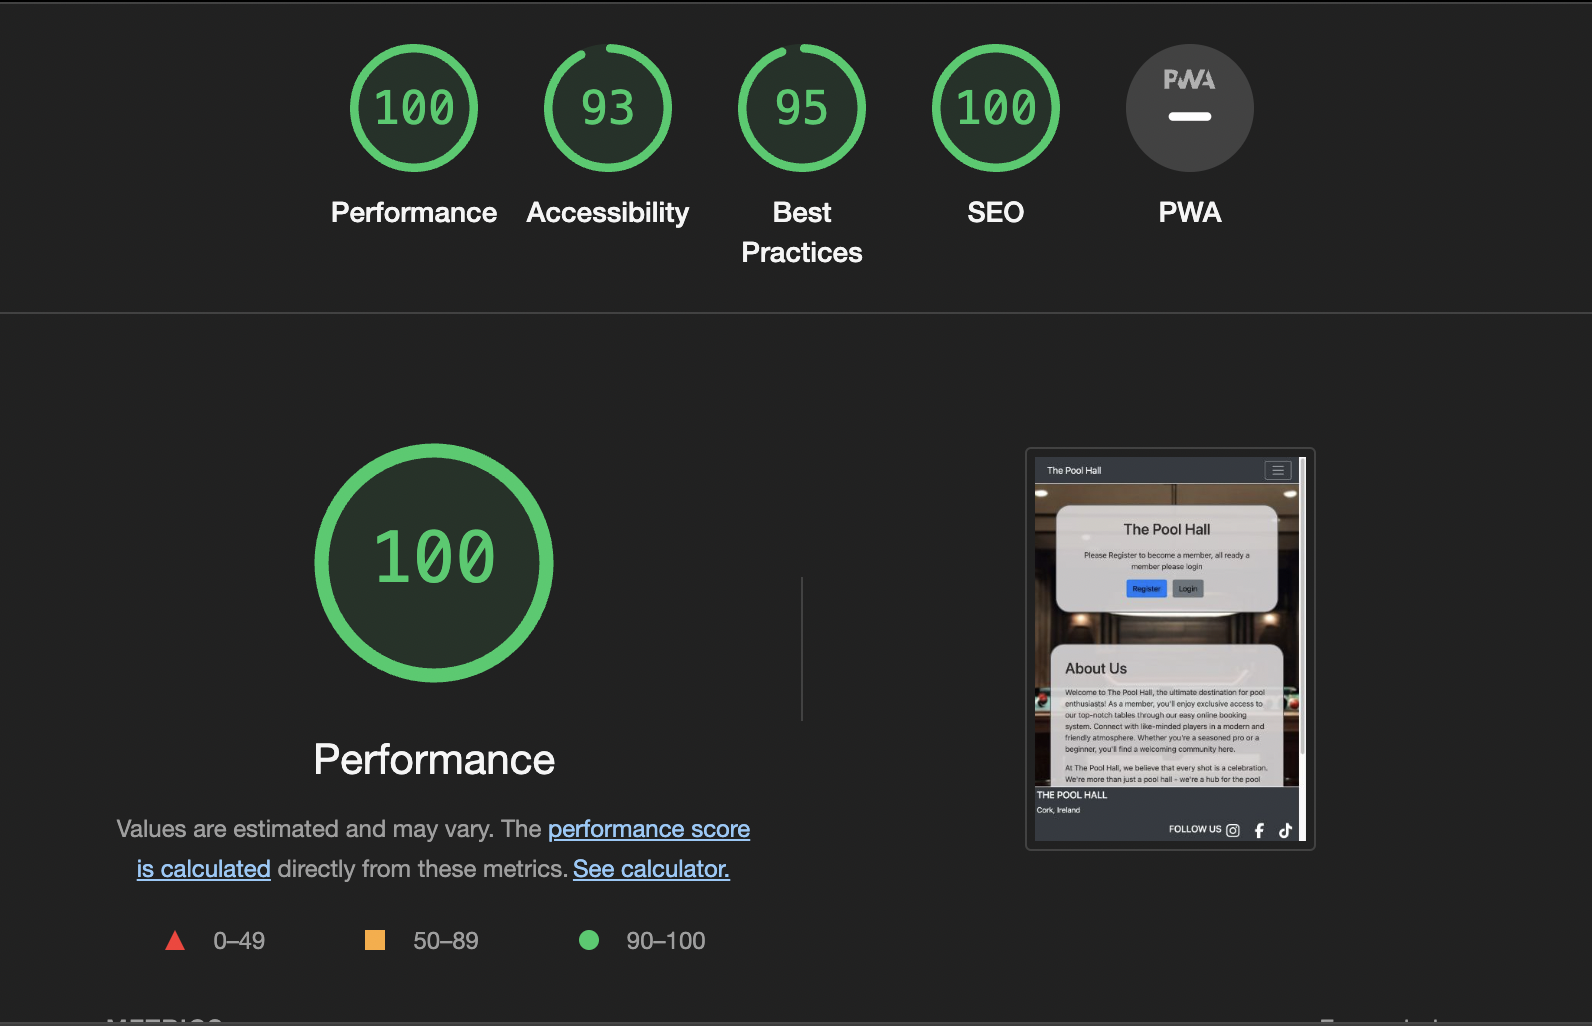 100
93
95
100
PWA
Performance
Accessibility
Best
Practices
SEO
PWA
100
Performance
Values are estimated and may vary. The performance score
is calculated directly from these metrics. See calculator.
0–49
50–89
90–100
The Pool Hall
The Pool Hall
Please Register to become a member, all ready a
member please login
Register
Login
About Us
Welcome to The Pool Hall, the ultimate destination for pool
enthusiasts! As a member, you'll enjoy exclusive access to
our top-notch tables through our easy online booking
system. Connect with like-minded players in a modern and
friendly atmosphere. Whether you're a seasoned pro or a
beginner, you'll find a welcoming community here.
At The Pool Hall, we believe that every shot is a celebration.
We're more than just a pool hall – we're a hub for the pool
THE POOL HALL
Cork, Ireland
FOLLOW US